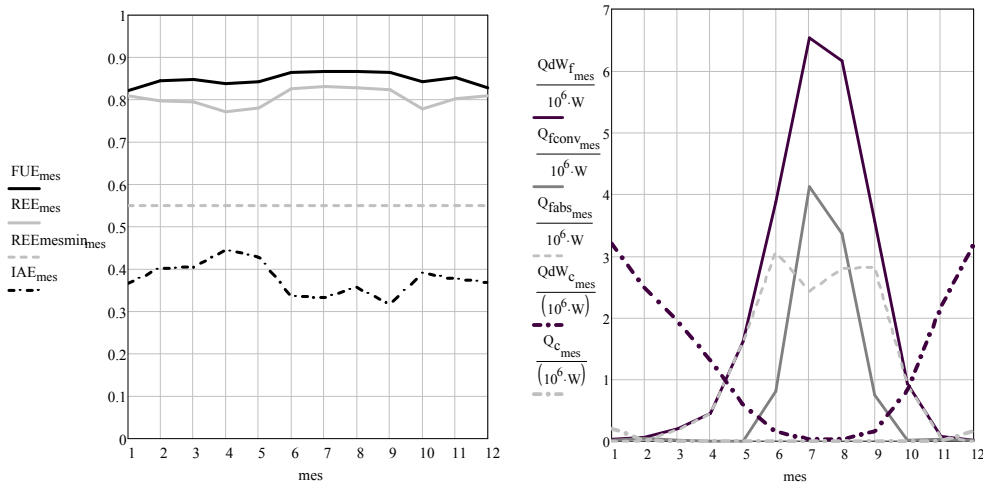 1
0.9
0.8
0.7
0.6
0.5
0.4
0.3
0.2
0.1
0
FUEmes
REEmes
REEmesminmes
IAEmes
1 2 3 4 5 6 7 8 9 10 11 12
mes
7
6
5
4
3
2
1
0
QdWfmes
10^6·W
Qfconvmes
10^6·W
Qfabsmes
10^6·W
QdWcmes
(10^6·W)
Qcmes
(10^6·W)
1 2 3 4 5 6 7 8 9 10 11 12
mes